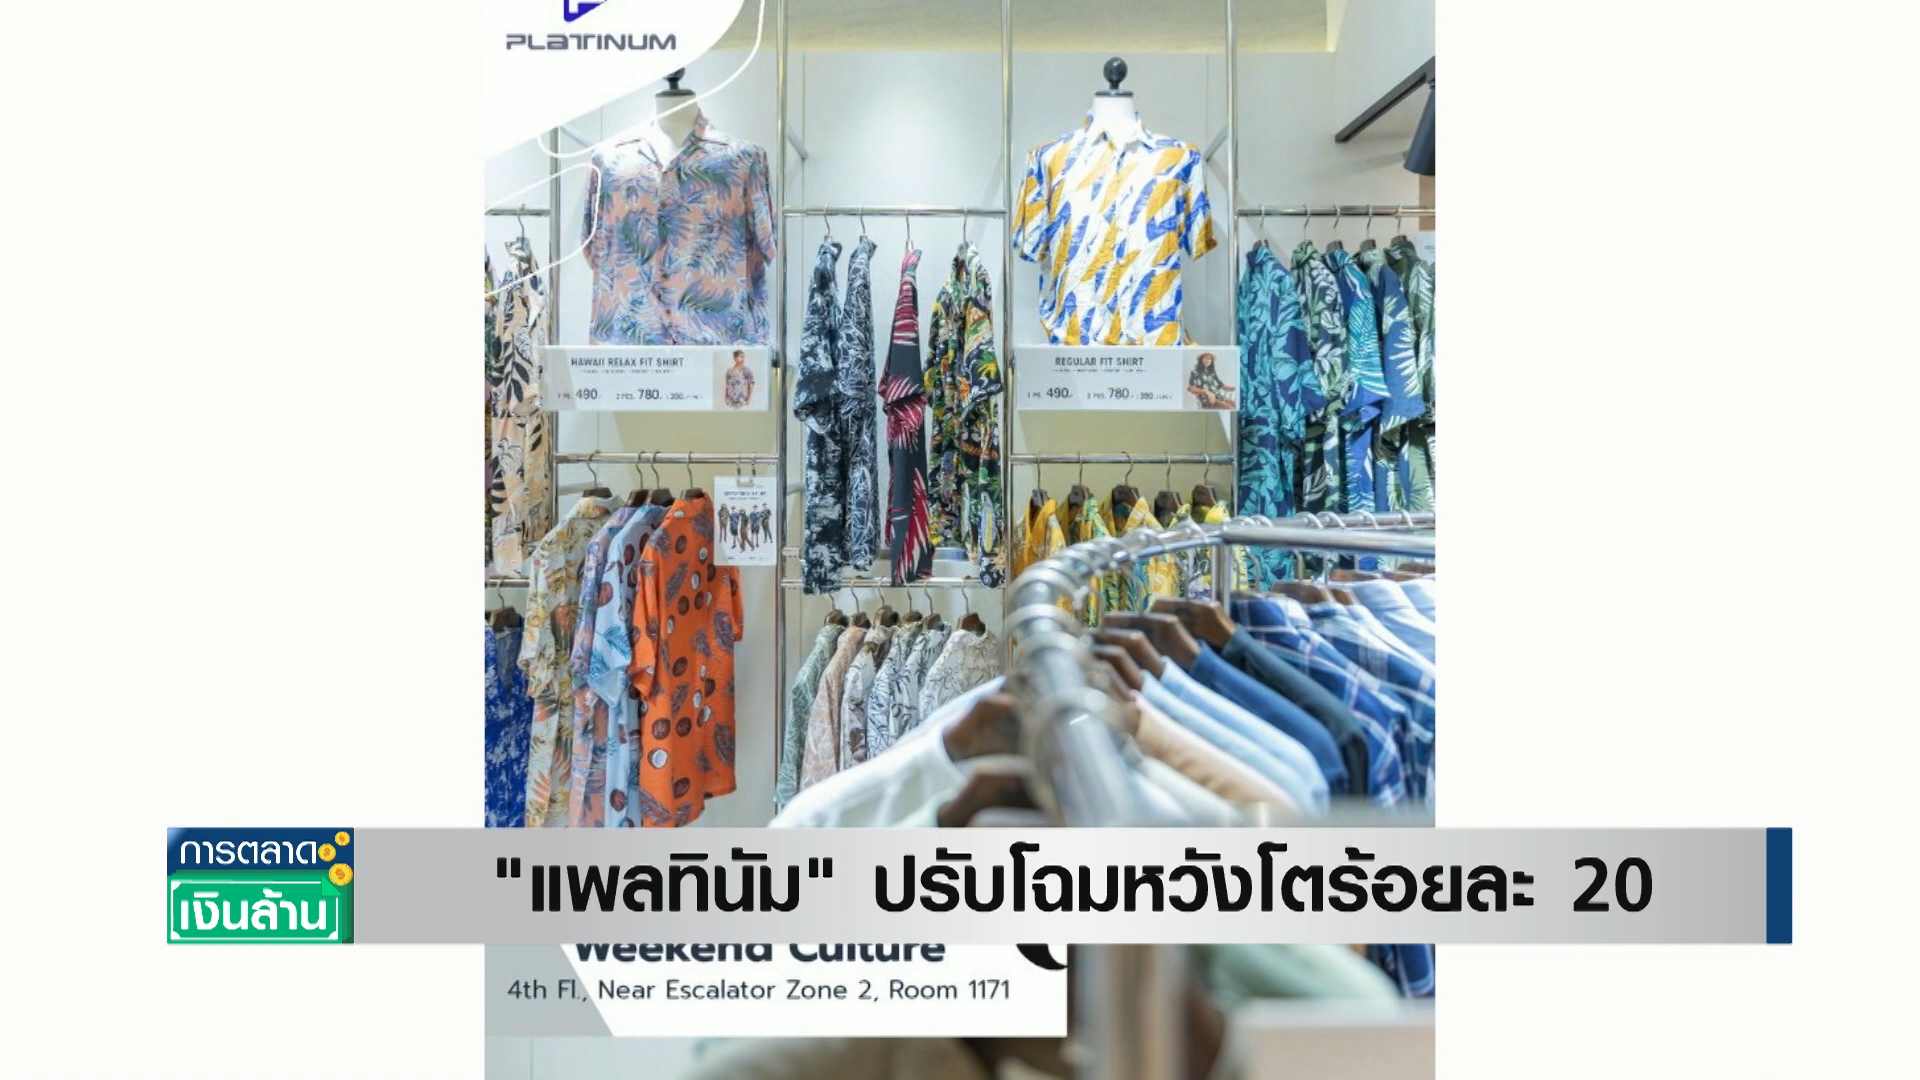 PLATINUM
HAWAII RELAX FIT SHIRT
490.- 780.-
REGULAR FIT SHIRT
490.- 780.-
การตลาด
เงินล้าน
"แพลทินัม" ปรับโฉมหวังโตร้อยละ 20
Weekend Culture
4th Fl., Near Escalator Zone 2, Room 1171